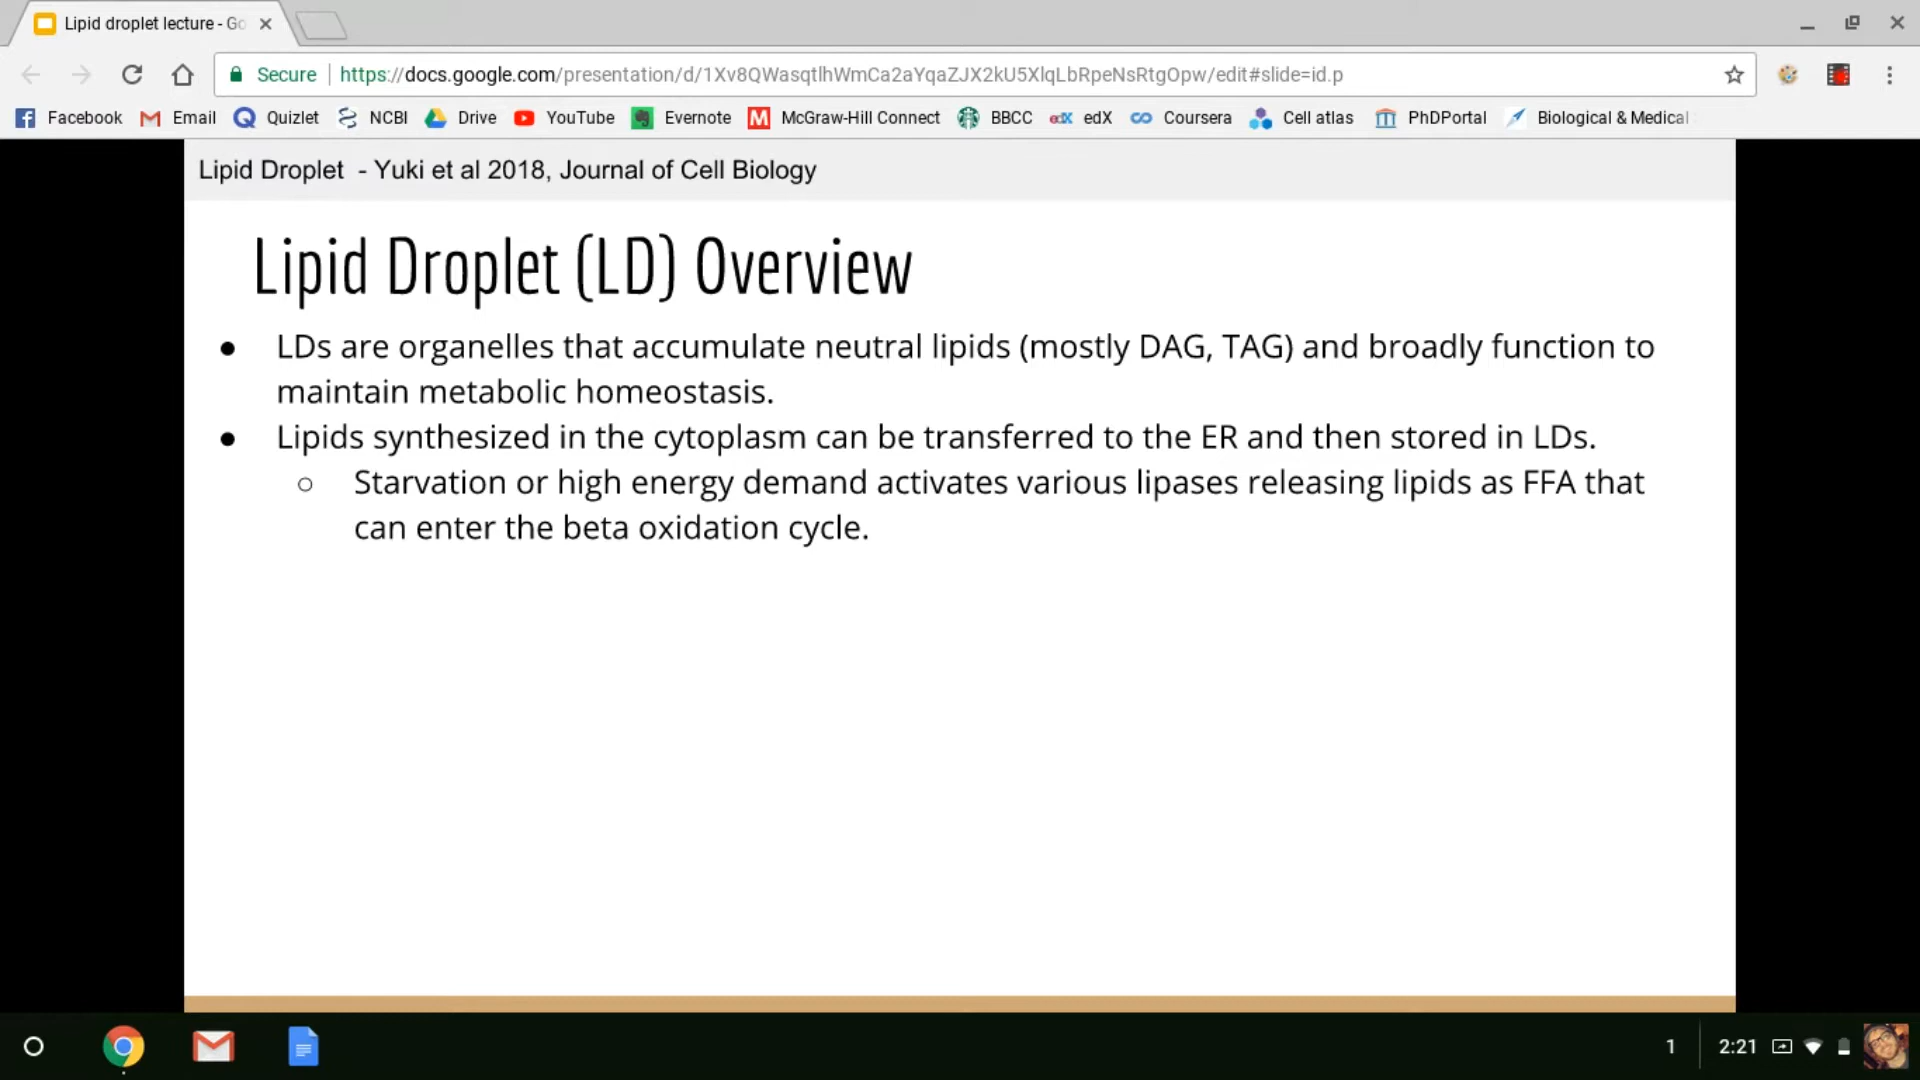 Lipid droplet lecture - Go
Secure https://docs.google.com/presentation/d/1Xv8QWasqtlhWmCa2aYqaZJX2kU5XlqLbRpeNsRtgOpw/edit#slide=id.p
Facebook Email Quizlet NCBI Drive YouTube Evernote McGraw-Hill Connect BBCC edX Coursera Cell atlas PhDPortal Biological & Medical
Lipid Droplet - Yuki et al 2018, Journal of Cell Biology
Lipid Droplet (LD) Overview
● LDs are organelles that accumulate neutral lipids (mostly DAG, TAG) and broadly function to
maintain metabolic homeostasis.
● Lipids synthesized in the cytoplasm can be transferred to the ER and then stored in LDs.
○ Starvation or high energy demand activates various lipases releasing lipids as FFA that
can enter the beta oxidation cycle.
1 2:21